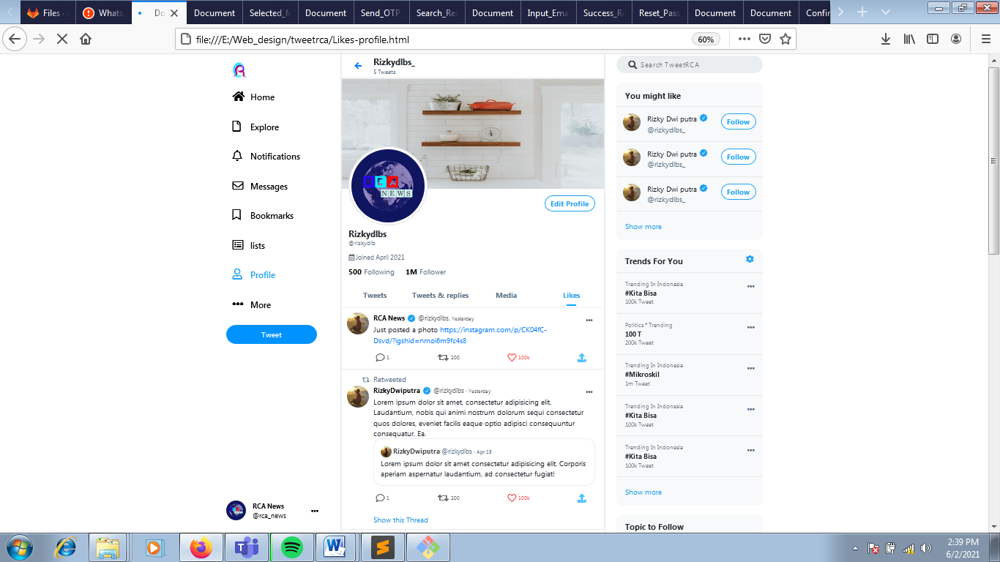 Files
Whats
Do
Document
Selected_M
Document
Send_OTP_
Search_Res
Document
Input_Ema
Success_Re
Reset_Pass
Document
Document
Confir
file:///E:/Web_design/tweetrca/Likes-profile.html
60%
Home
Explore
Notifications
Messages
Bookmarks
lists
Profile
More
Tweet
RCA News
@rca_news
Rizkydlbs_
5 Tweets
RCA
NEWS
Edit Profile
Rizkydlbs
@rizkydlb
Joined April 2021
500 Following 1M Follower
Tweets Tweets & replies Media Likes
RCA News @rizkydlbs. Yesterday
Just posted a photo https://instagram.com/p/CK04fC-
Dsvd/?igshid=nmoi6m9fc4s8
1 200 100k
Retweeted
RizkyDwiputra @rizkydlbs - Yesterday
Lorem ipsum dolor sit amet, consectetur adipisicing elit.
Laudantium, nobis qui animi nostrum dolorum sequi consectetur
quos dolores, eveniet facilis eaque optio adipisci consequuntur
consequatur. Ea.
RizkyDwiputra @rizkydlbs - Agr 15
Lorem ipsum dolor sit amet consectetur adipisicing elit. Corporis
aperiam aspernatur laudantium, ad consectetur fugiat!
1 200 100k
Show this Thread
Search TweetRCA
You might like
Rizky Dwi putra
@rizkydlbs_
Follow
Rizky Dwi putra
@rizkydlbs_
Follow
Rizky Dwi putra
@rizkydlbs_
Follow
Show more
Trends For You
Trending In Indonesia
#Kita Bisa
100k Tweet
Politics * Trending
100 T
200k Tweet
Trending In Indonesia
#Mikroskil
1m Tweet
Trending In Indonesia
#Kita Bisa
100k Tweet
Trending In Indonesia
#Kita Bisa
100k Tweet
Show more
Topic to Follow
2:39 PM
6/2/2021